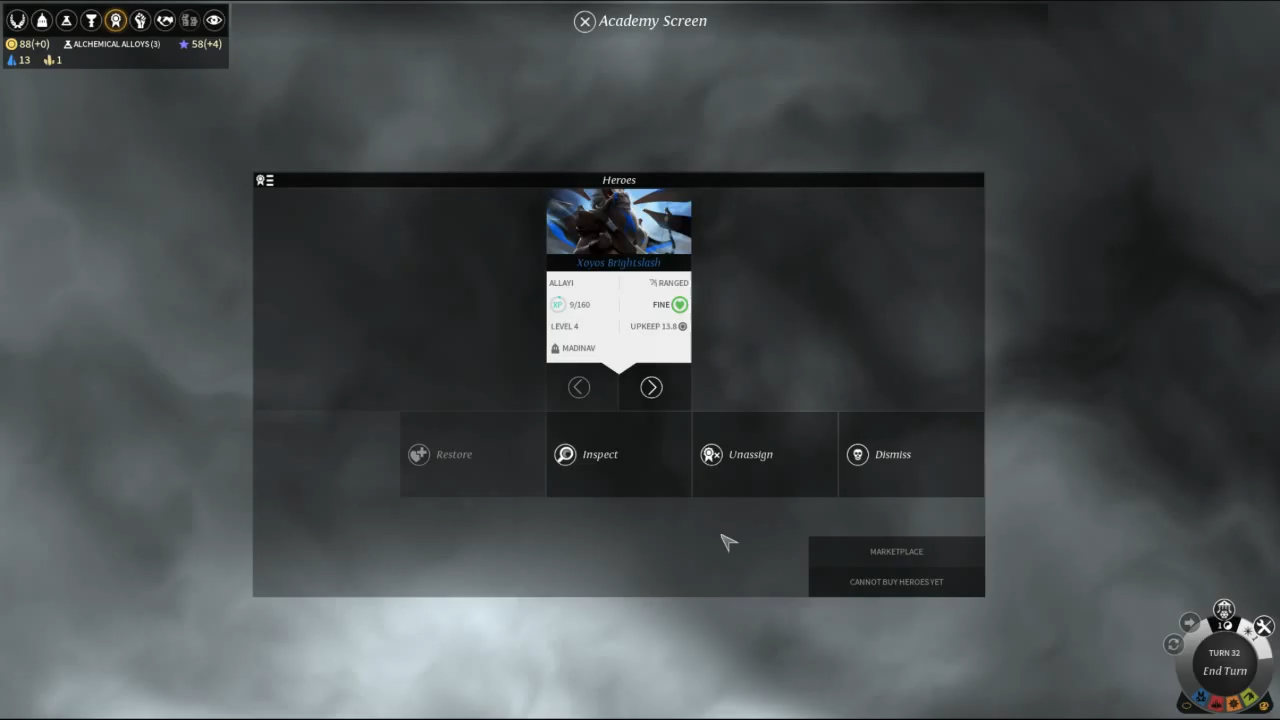 Academy Screen
88(+0) ALCHEMICAL ALLOYS (3) 58(+4)
13 1
Heroes
Xoyos Brightslash
ALLAYI RANGED
XP 9/160 FINE
LEVEL 4 UPKEEP 13.8
MADINAV
Restore Inspect Unassign Dismiss
MARKETPLACE
CANNOT BUY HEROES YET
1
TURN 32
End Turn